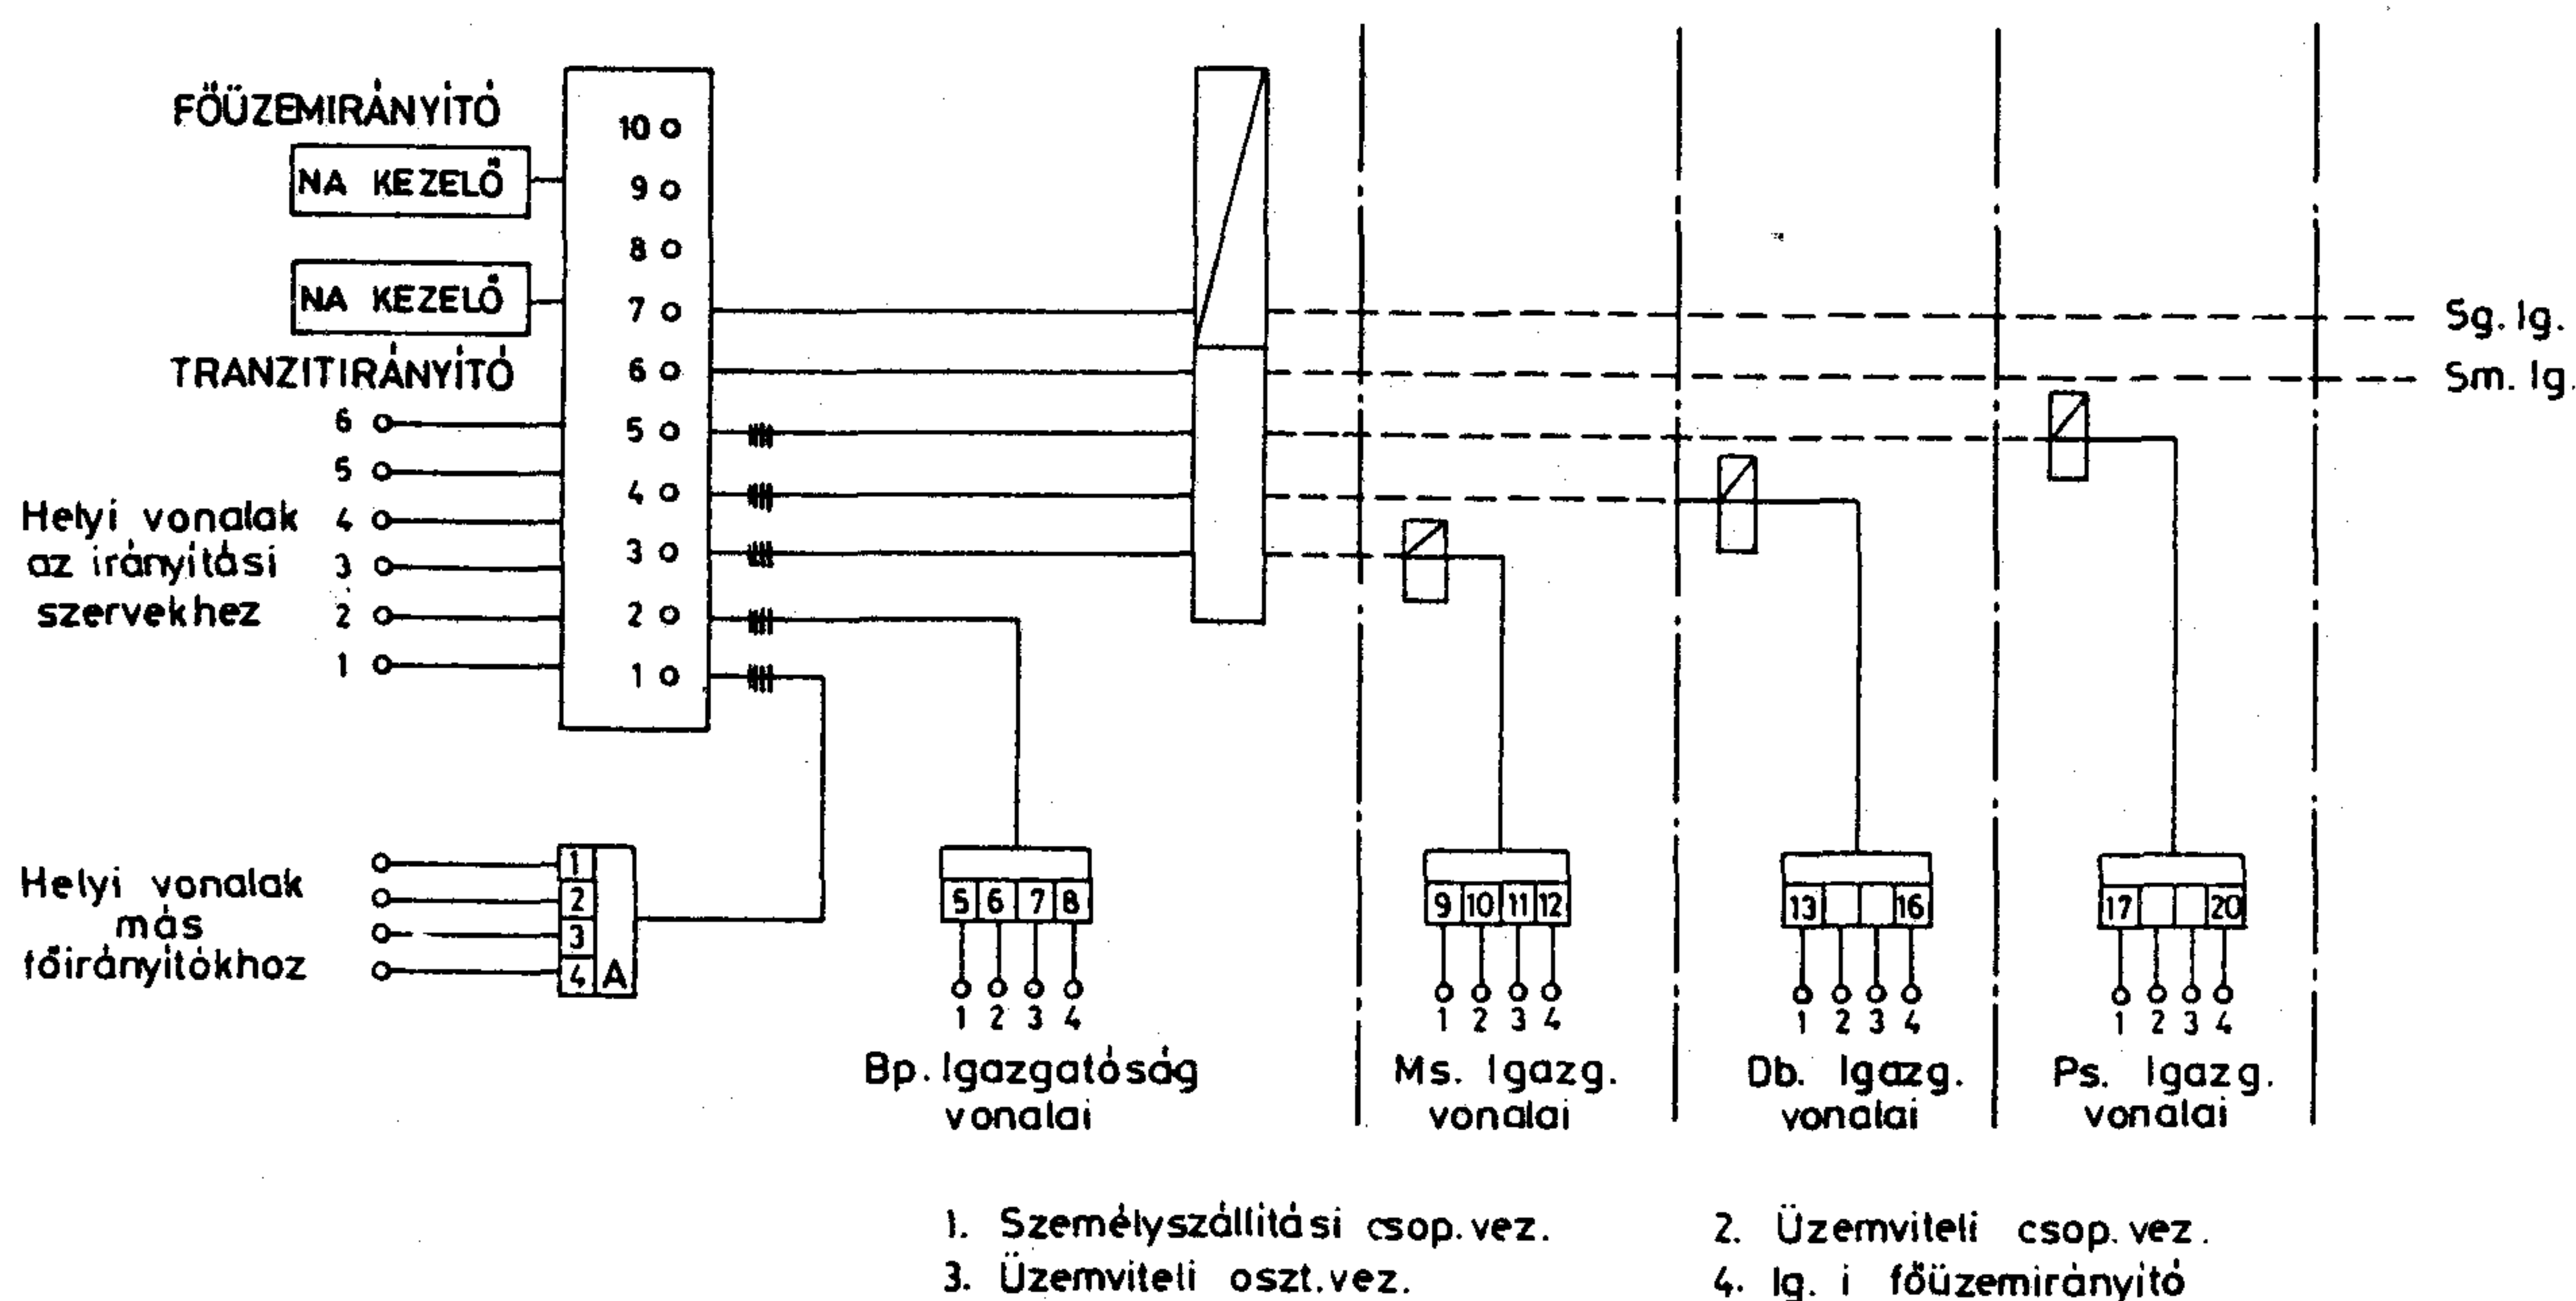 FŐÜZEMIRÁNYÍTÓ
NA KEZELŐ
NA KEZELŐ
TRANZITIRÁNYÍTÓ
10
9
8
7
6
5
4
3
2
1
6
5
4
3
2
1
Helyi vonalak
az irányítási
szervekhez
Sg. Ig.
Sm. Ig.
Helyi vonalak
más
főirányítókhoz
1
2
3
4 A
5 6 7 8
1 2 3 4
Bp. Igazgatóság
vonalai
9 10 11 12
1 2 3 4
Ms. Igazg.
vonalai
13 16
1 2 3 4
Db. Igazg.
vonalai
17 20
1 2 3 4
Ps. Igazg.
vonalai
1. Személyszállítási csop. vez.
2. Üzemviteli csop. vez.
3. Üzemviteli oszt. vez.
4. Ig. i főüzemirányító